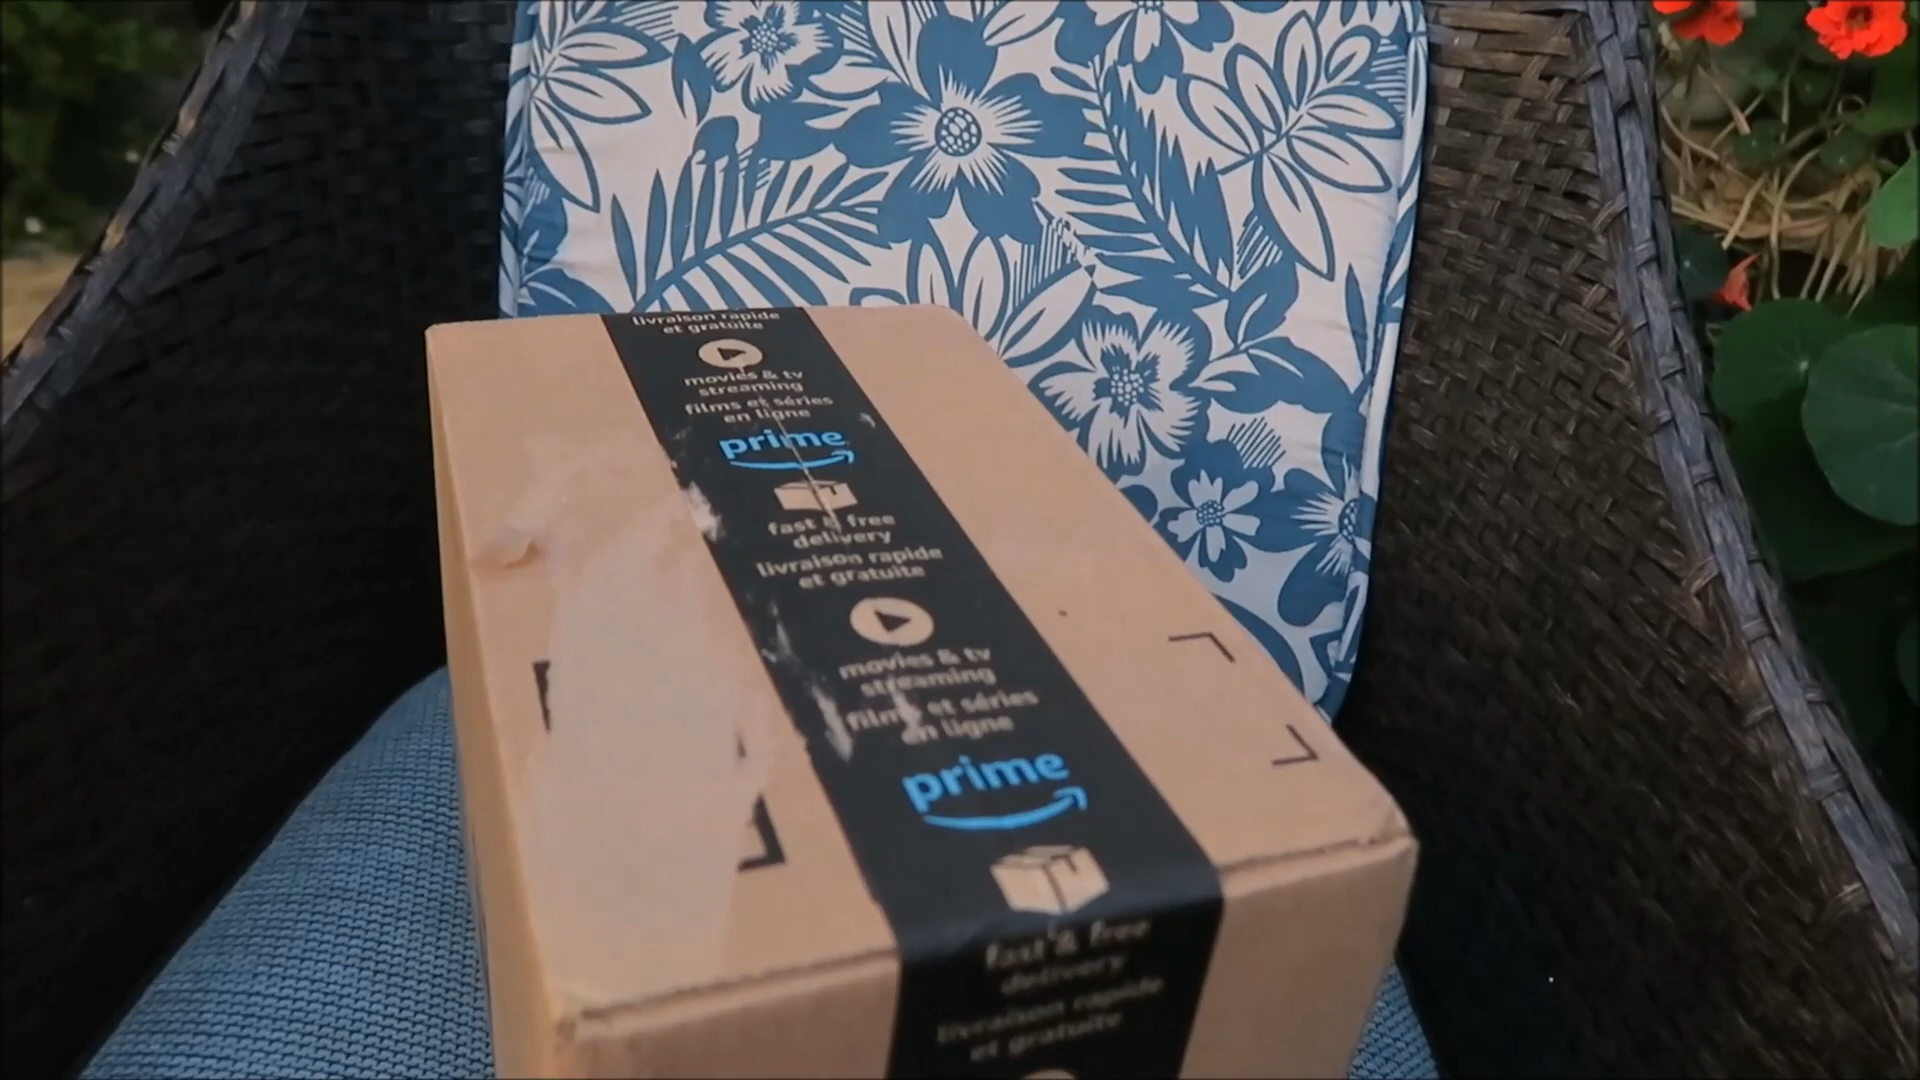 livraison rapide
et gratuite
movies & tv
streaming
films et séries
en ligne
prime
fast & free
delivery
livraison rapide
et gratuite
movies & tv
streaming
films et séries
en ligne
prime
fast & free
delivery
livraison rapide
et gratuite